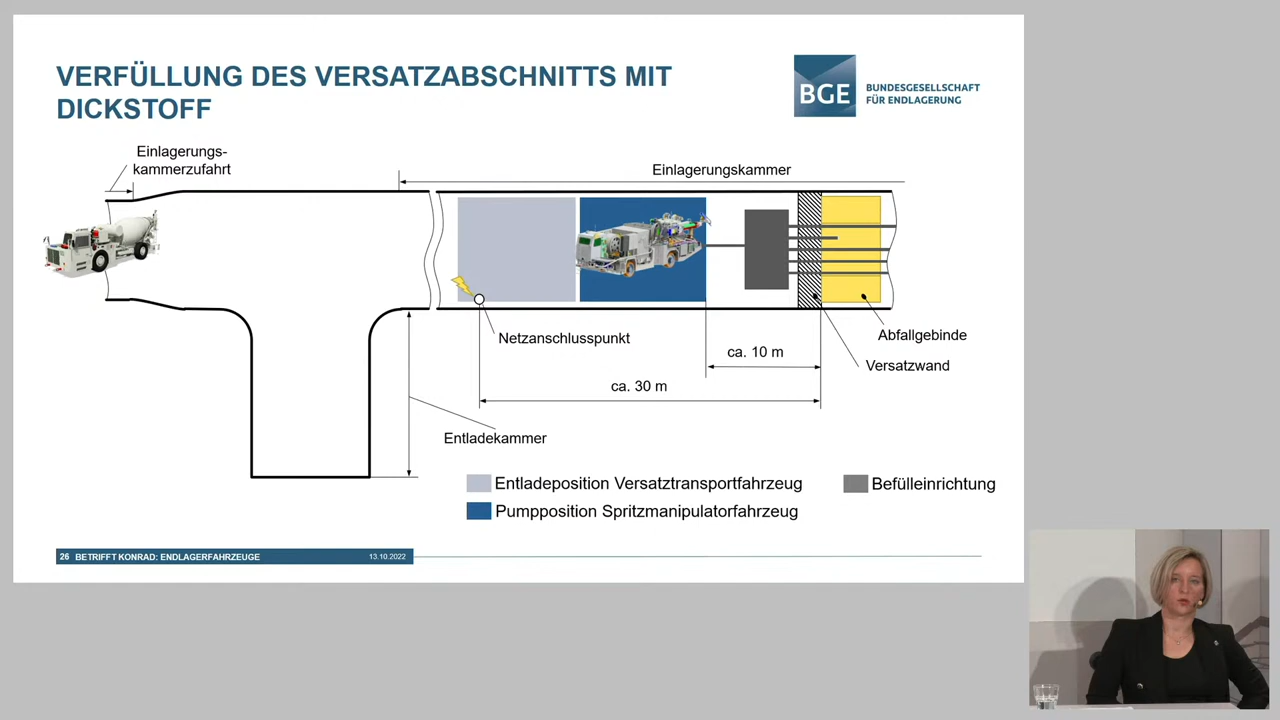 VERFÜLLUNG DES VERSATZABSCHNITTS MIT
DICKSTOFF
BGE
BUNDESGESELLSCHAFT
FÜR ENDLAGERUNG
Einlagerungs-
kammerzufahrt
Einlagerungskammer
Netzanschlusspunkt
Abfallgebinde
ca. 10 m
Versatzwand
ca. 30 m
Entladekammer
Entladeposition Versatztransportfahrzeug
Befülleinrichtung
Pumpposition Spritzmanipulatorfahrzeug
26 BETRIFFT KONRAD: ENDLAGERFAHRZEUGE
13.10.2022